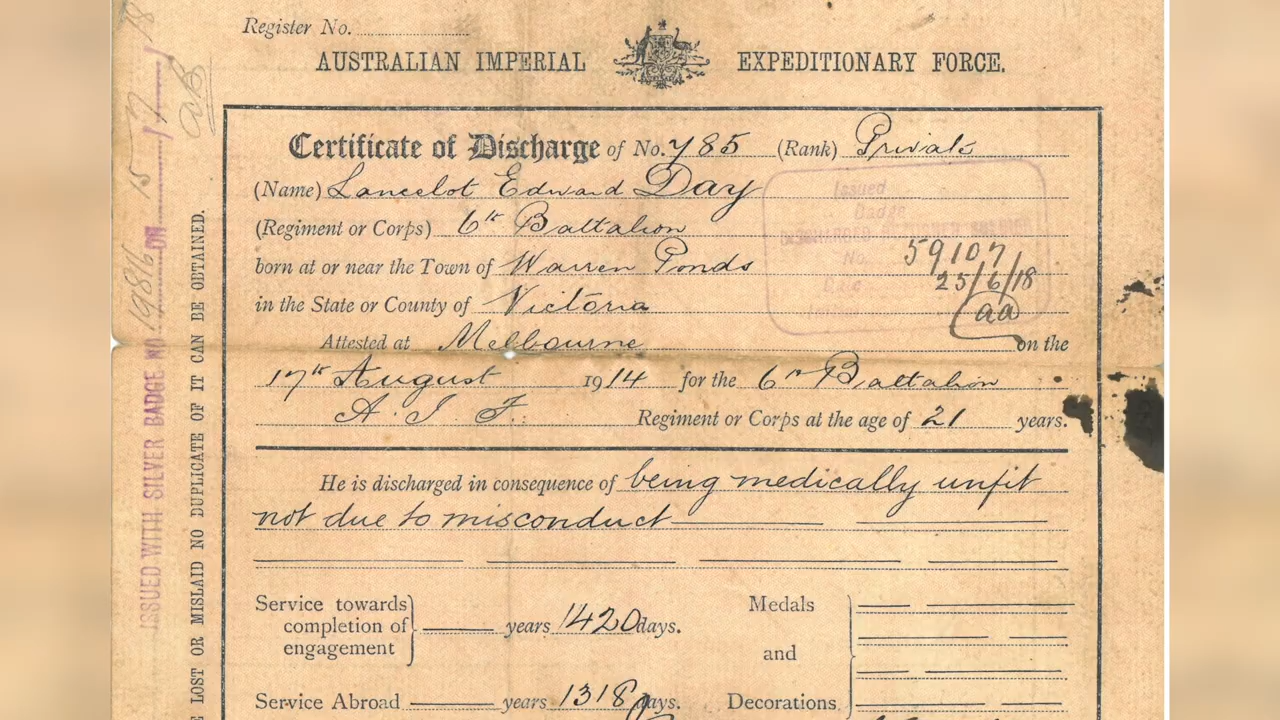 Register No.
AUSTRALIAN IMPERIAL EXPEDITIONARY FORCE.
Certificate of Discharge of No. 785 (Rank) Private
(Name) Lancelot Edward Day
(Regiment or Corps) 6th Battalion
born at or near the Town of Warren Ponds
in the State or County of Victoria
Attested at Melbourne on the
17th August 1914 for the 6th Battalion
A. I. F. Regiment or Corps at the age of 21 years.
Issued
Badge
No. 59107
25/6/18
aa
He is discharged in consequence of being medically unfit
not due to misconduct
Service towards completion of engagement years 1420 days.
Medals and Decorations
Service Abroad years 1318 days.
ISSUED WITH SILVER BADGE NO 19816 ON 15
LOST OR MISLAID NO DUPLICATE OF IT CAN BE OBTAINED.